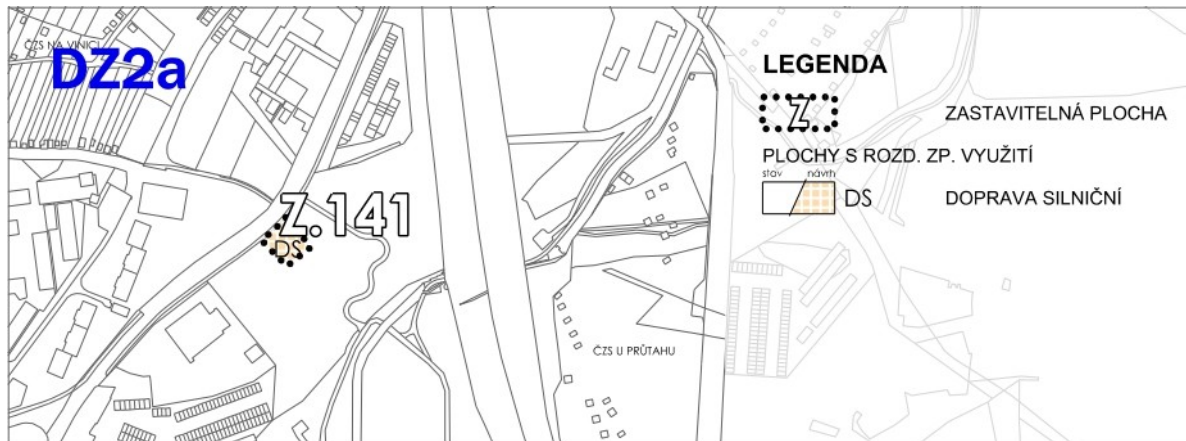 ČZS NA VINICI
DZ2a
Z.141
DS
ČZS U PRŮTAHU
LEGENDA
Z
ZASTAVITELNÁ PLOCHA
PLOCHY S ROZD. ZP. VYUŽITÍ
stav návrh
DS
DOPRAVA SILNIČNÍ